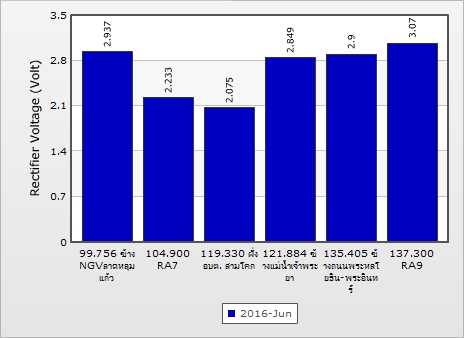 Rectifier Voltage (Volt)
3.5
2.8
2.1
1.4
0.7
0
2.937
2.233
2.075
2.849
2.9
3.07
99.756 ข้าง
NGVลาดหลุม
แก้ว
104.900
RA7
119.330 ฝั่ง
อบต. สามโคก
121.884 ข้
างแม่น้ำเจ้าพระ
ยา
135.405 ข้
างถนนพระหลโ
ยธิน-พระอินท
ร์
137.300
RA9
2016-Jun